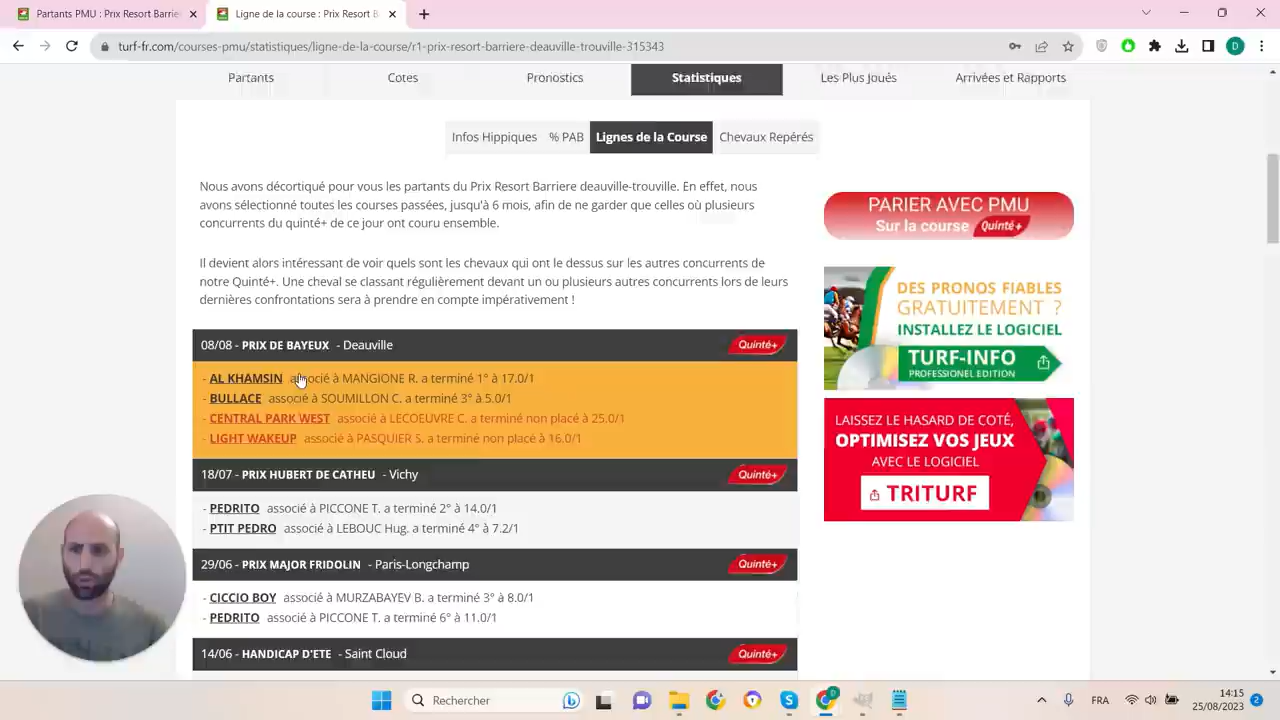 Partants PMU : Prix Resort Barrie
Lignes de la course : Prix Resort B
turf-fr.com/courses-pmu/statistiques/ligne-de-la-course/r1-prix-resort-barriere-deauville-trouville-315343
D
Partants Cotes Pronostics Statistiques Les Plus Joués Arrivées et Rapports
Infos Hippiques % PAB Lignes de la Course Chevaux Repérés
Nous avons décortiqué pour vous les partants du Prix Resort Barriere deauville-trouville. En effet, nous
avons sélectionné toutes les courses passées, jusqu'à 6 mois, afin de ne garder que celles où plusieurs
concurrents du quinté+ de ce jour ont couru ensemble.
Il devient alors intéressant de voir quels sont les chevaux qui ont le dessus sur les autres concurrents de
notre Quinté+. Une cheval se classant régulièrement devant un ou plusieurs autres concurrents lors de leurs
dernières confrontations sera à prendre en compte impérativement !
08/08 - PRIX DE BAYEUX - Deauville Quinté+
- AL KHAMSIN associé à MANGIONE R. a terminé 1° à 17.0/1
- BULLACE associé à SOUMILLON C. a terminé 3° à 5.0/1
- CENTRAL PARK WEST associé à LECOEUVRE C. a terminé non placé à 25.0/1
- LIGHT WAKEUP associé à PASQUIER S. a terminé non placé à 16.0/1
18/07 - PRIX HUBERT DE CATHEU - Vichy Quinté+
- PEDRITO associé à PICCONE T. a terminé 2° à 14.0/1
- PTIT PEDRO associé à LEBOUC Hug. a terminé 4° à 7.2/1
29/06 - PRIX MAJOR FRIDOLIN - Paris-Longchamp Quinté+
- CICCIO BOY associé à MURZABAYEV B. a terminé 3° à 8.0/1
- PEDRITO associé à PICCONE T. a terminé 6° à 11.0/1
14/06 - HANDICAP D'ETE - Saint Cloud Quinté+
PARIER AVEC PMU
Sur la course Quinté+
DES PRONOS FIABLES
GRATUITEMENT ?
INSTALLEZ LE LOGICIEL
TURF-INFO
PROFESSIONEL EDITION
LAISSEZ LE HASARD DE COTÉ,
OPTIMISEZ VOS JEUX
AVEC LE LOGICIEL
TRITURF
Rechercher
FRA
14:15
25/08/2023
2